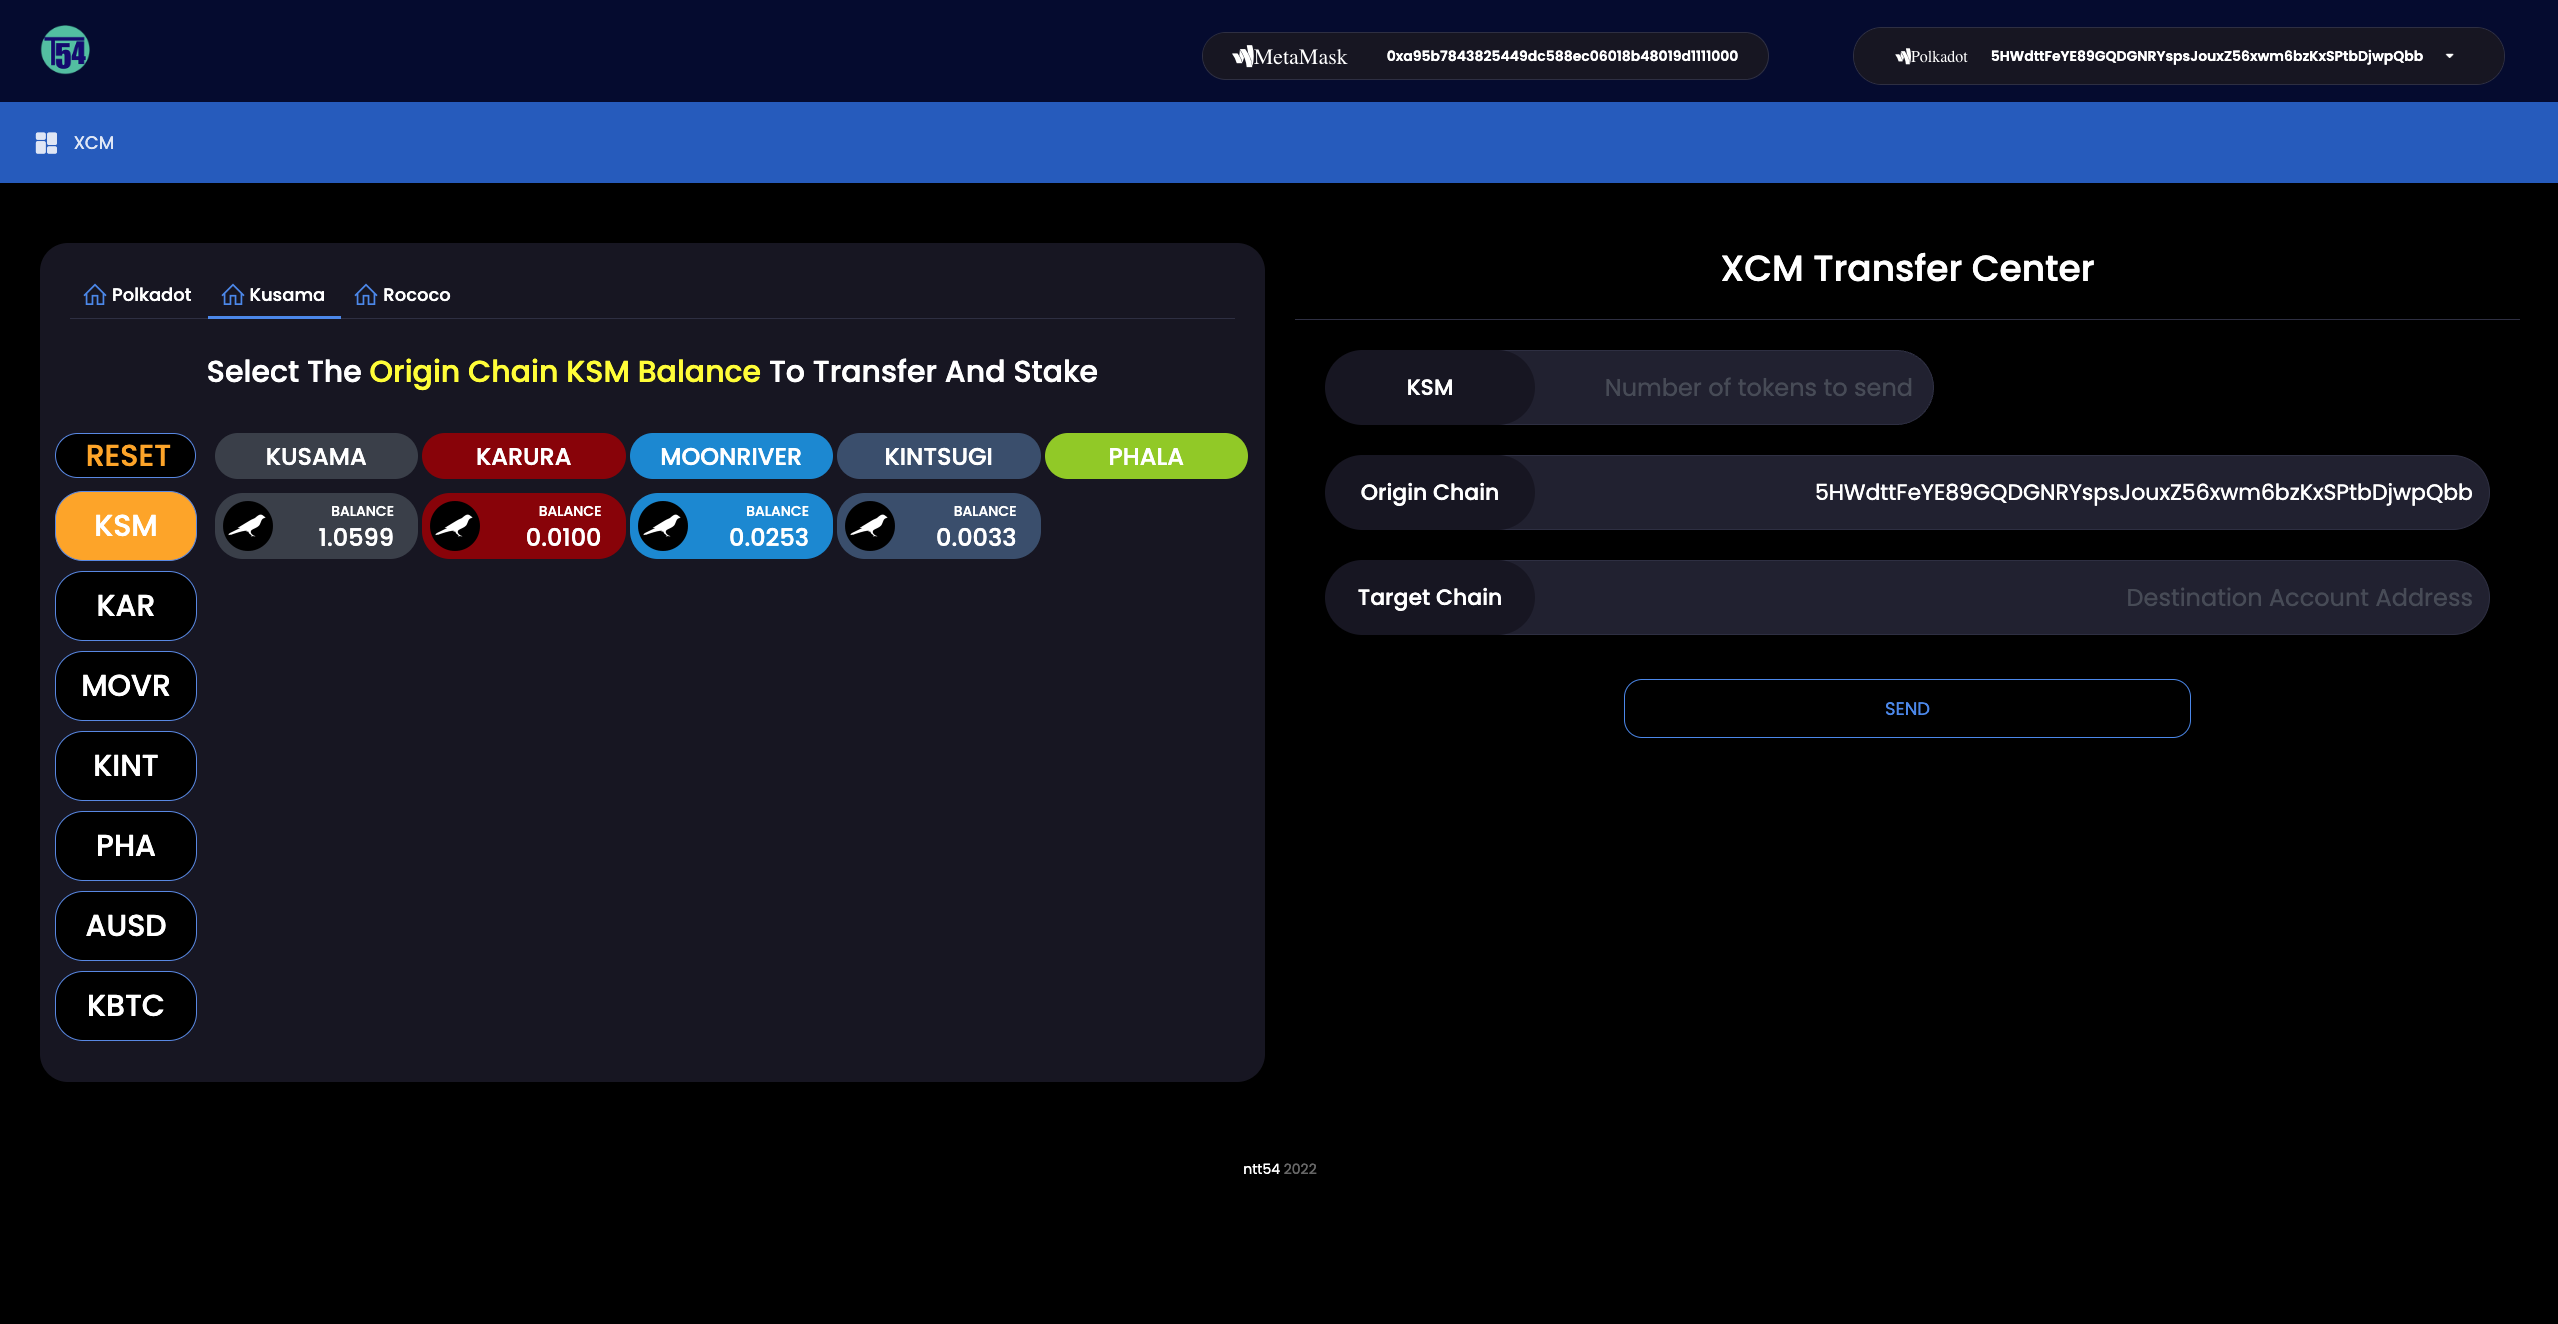 T54
MetaMask 0xa95b7843825449dc588ec06018b48019d1111000
Polkadot 5HWdttFeYE89GQDGNRYspsJouxZ56xwm6bzKxSPtbDjwpQbb
XCM
Polkadot Kusama Rococo
XCM Transfer Center
Select The Origin Chain KSM Balance To Transfer And Stake
KSM Number of tokens to send
RESET KUSAMA KARURA MOONRIVER KINTSUGI PHALA
Origin Chain 5HWdttFeYE89GQDGNRYspsJouxZ56xwm6bzKxSPtbDjwpQbb
KSM BALANCE 1.0599 BALANCE 0.0100 BALANCE 0.0253 BALANCE 0.0033
KAR
Target Chain Destination Account Address
MOVR
SEND
KINT
PHA
AUSD
KBTC
ntt54 2022